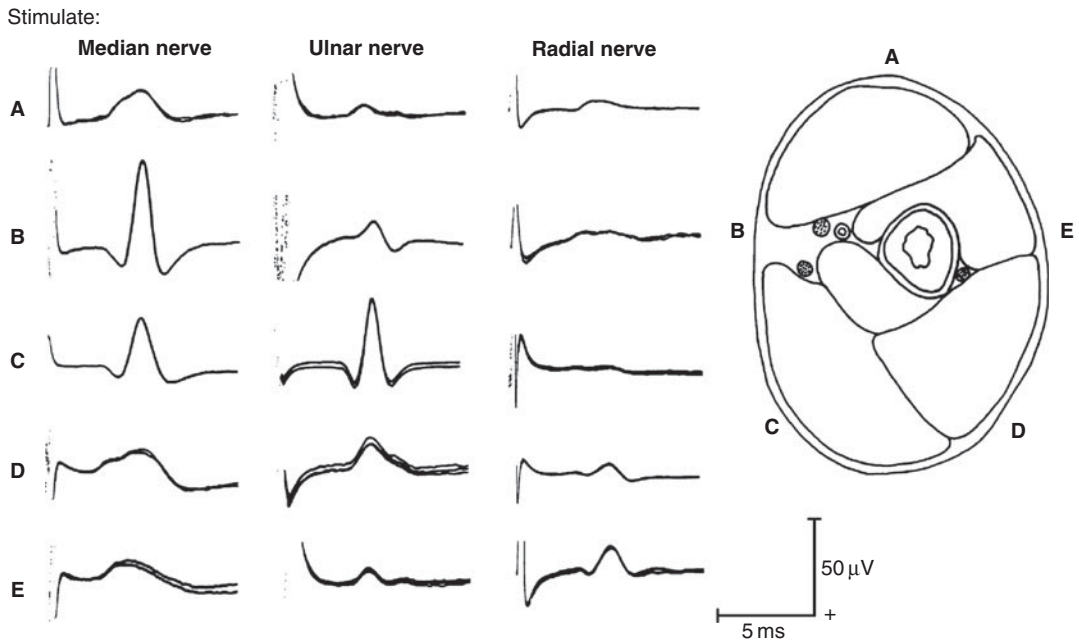 Stimulate:
Median nerve
Ulnar nerve
Radial nerve
A
B
C
D
E
A
B
E
C
D
50 μV
+
5 ms